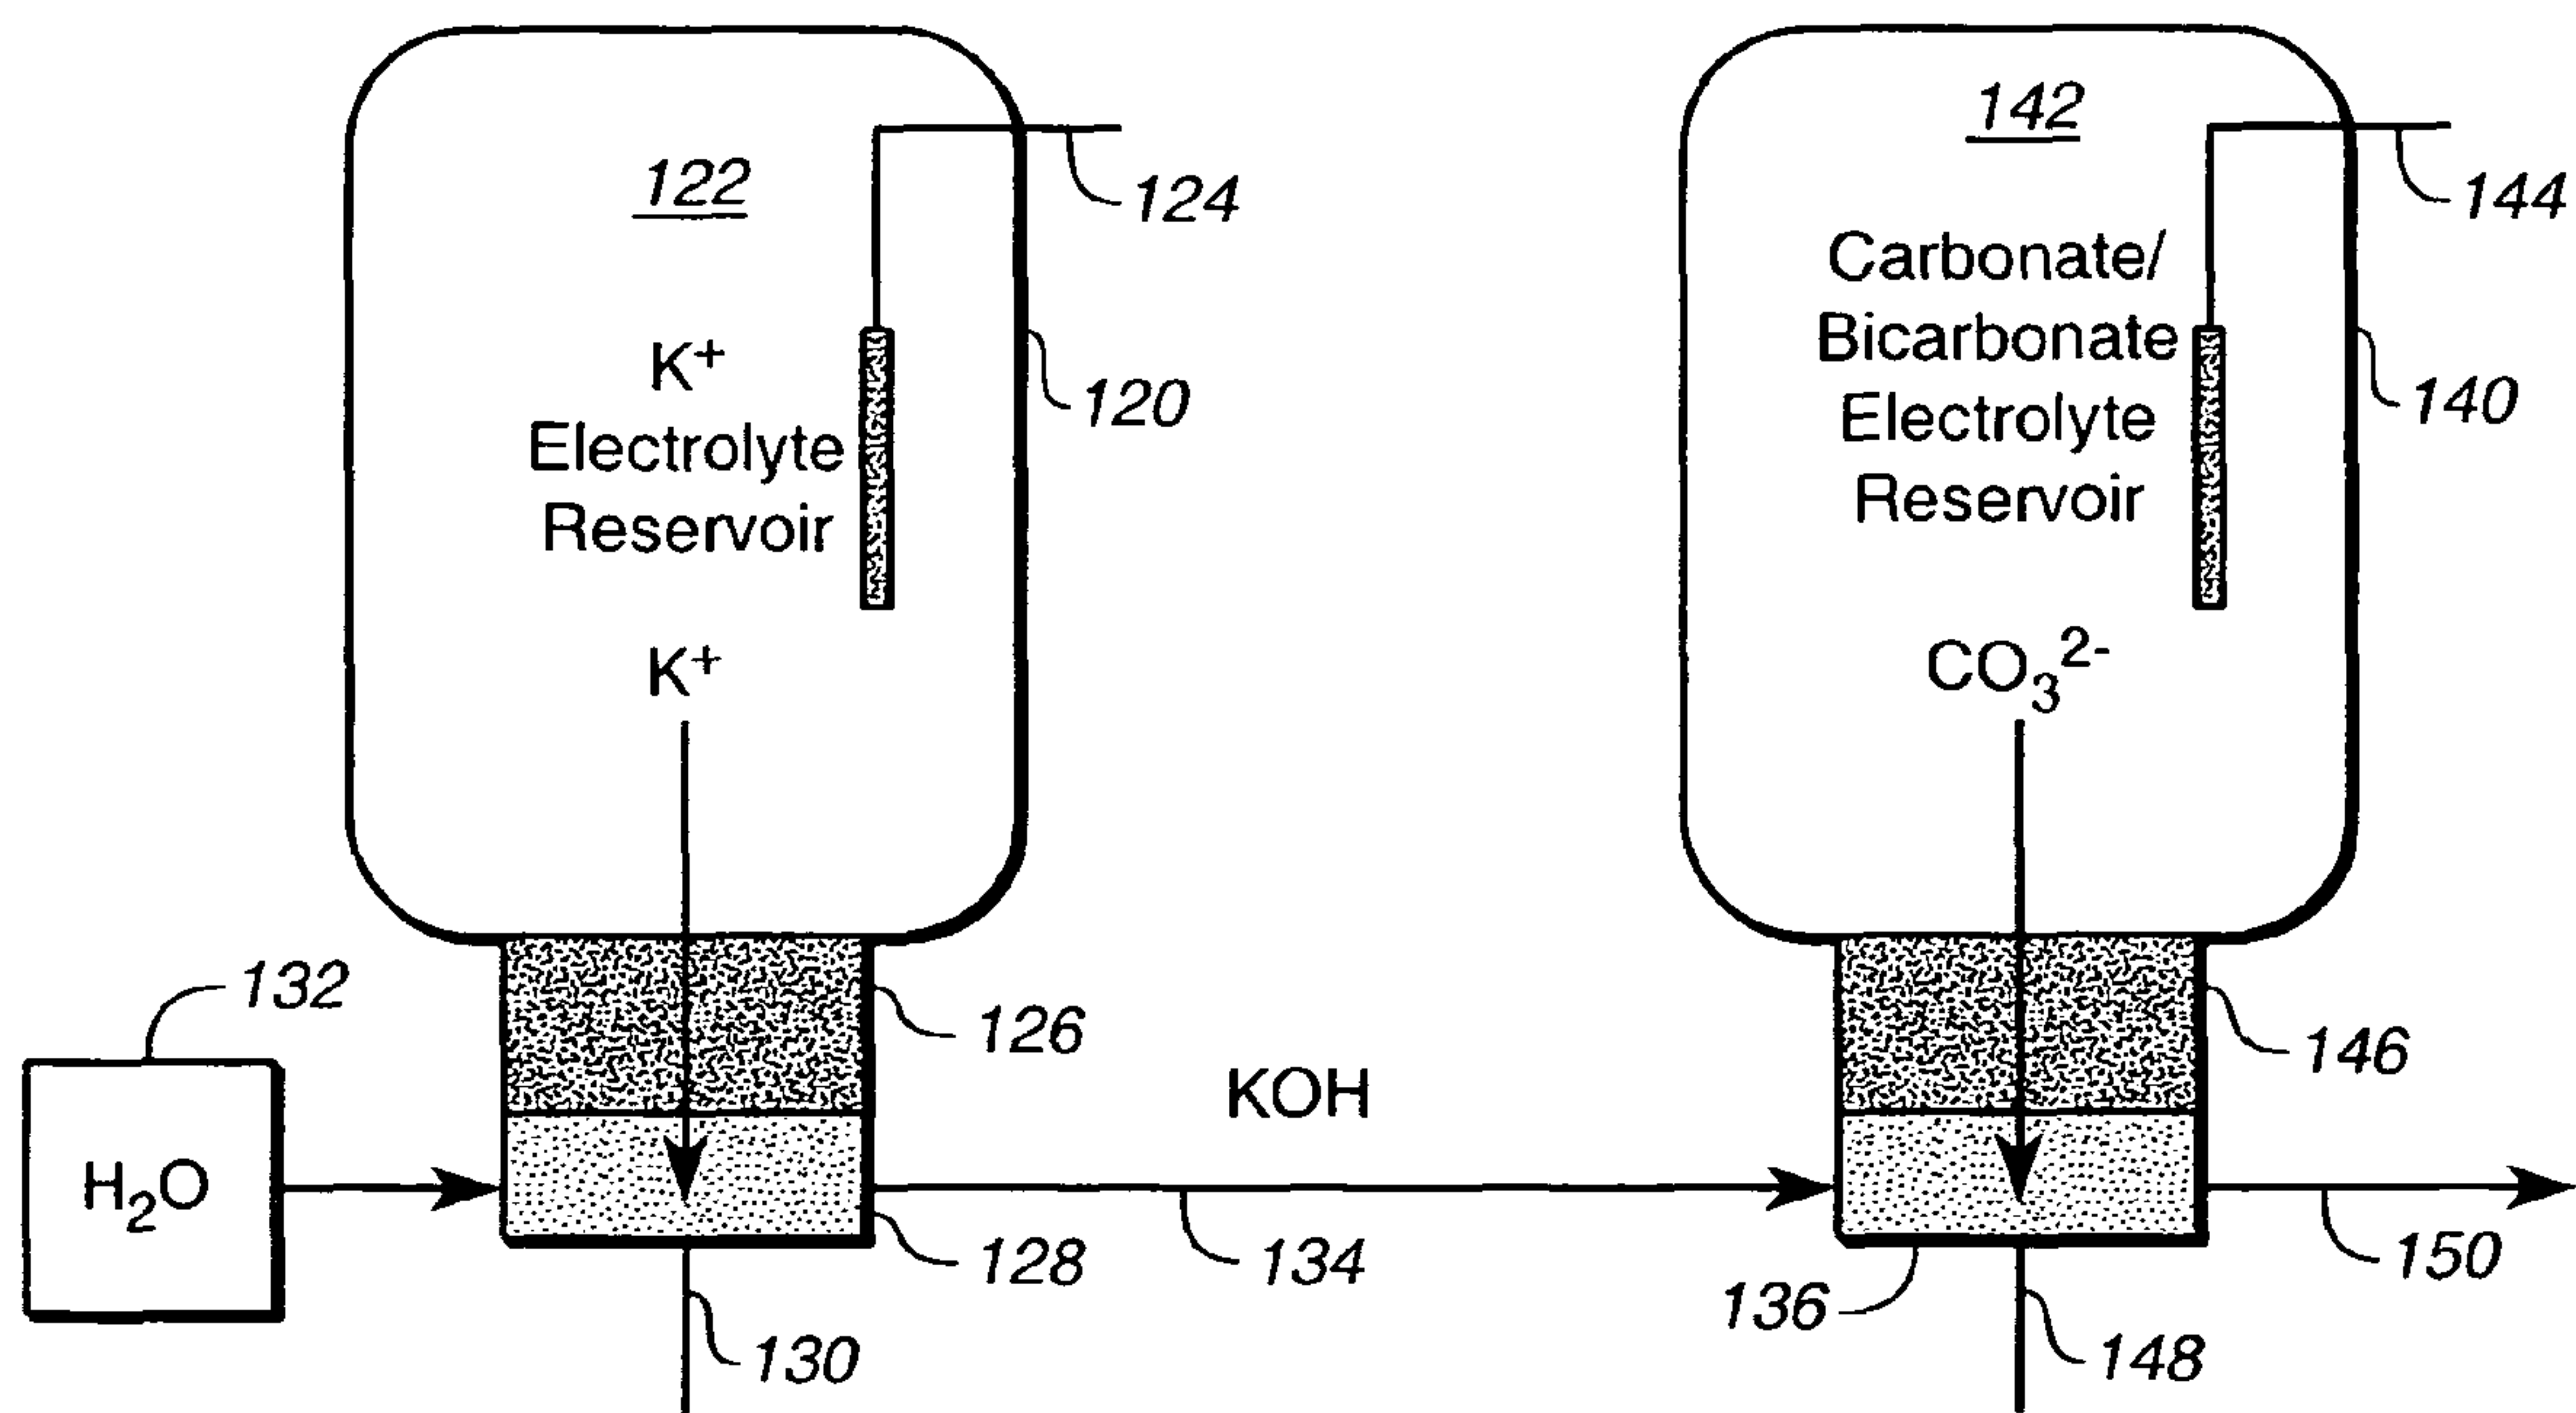 122
124
K⁺
Electrolyte
Reservoir
120
K⁺
132
H₂O
126
128
130
KOH
134
142
144
Carbonate/
Bicarbonate
Electrolyte
Reservoir
140
CO₃²⁻
146
136
148
150